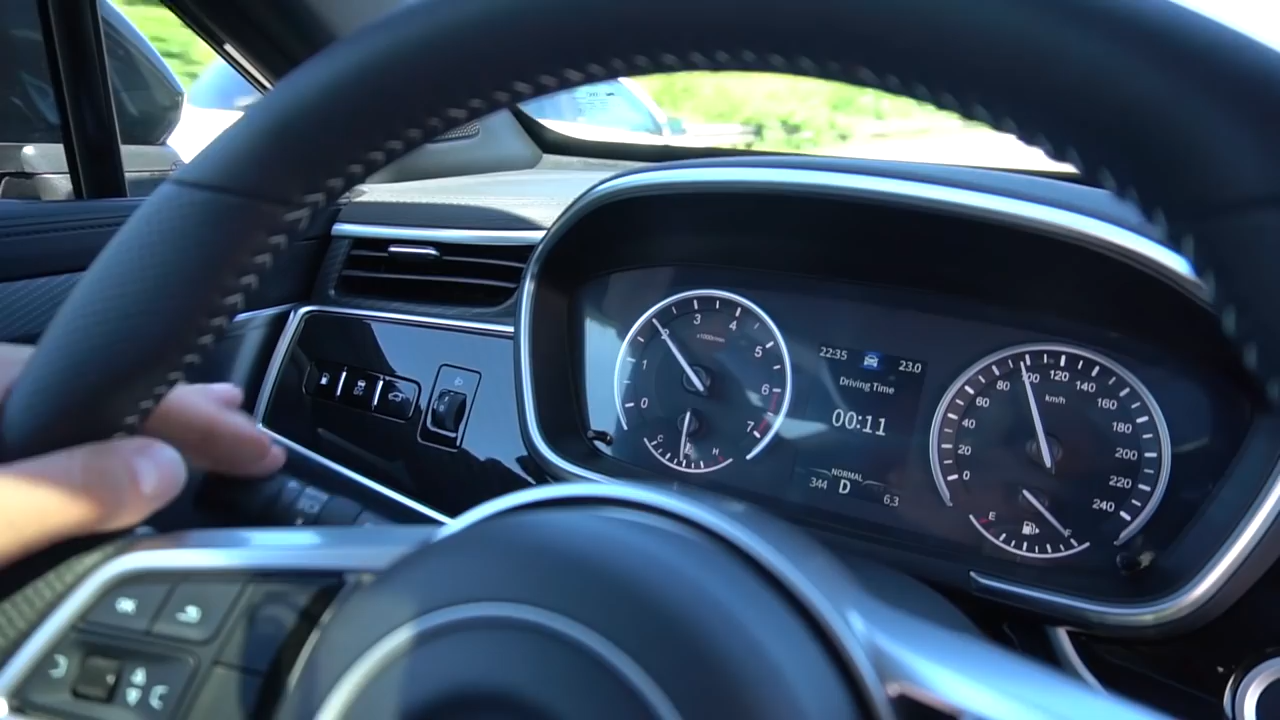 0 1 2 3 4 5 6 7
x1000r/min
C H
22:35 23.0
Driving Time
00:11
NORMAL
344 D 6.3
0 20 40 60 80 100 120 140 160 180 200 220 240
km/h
E F
OK